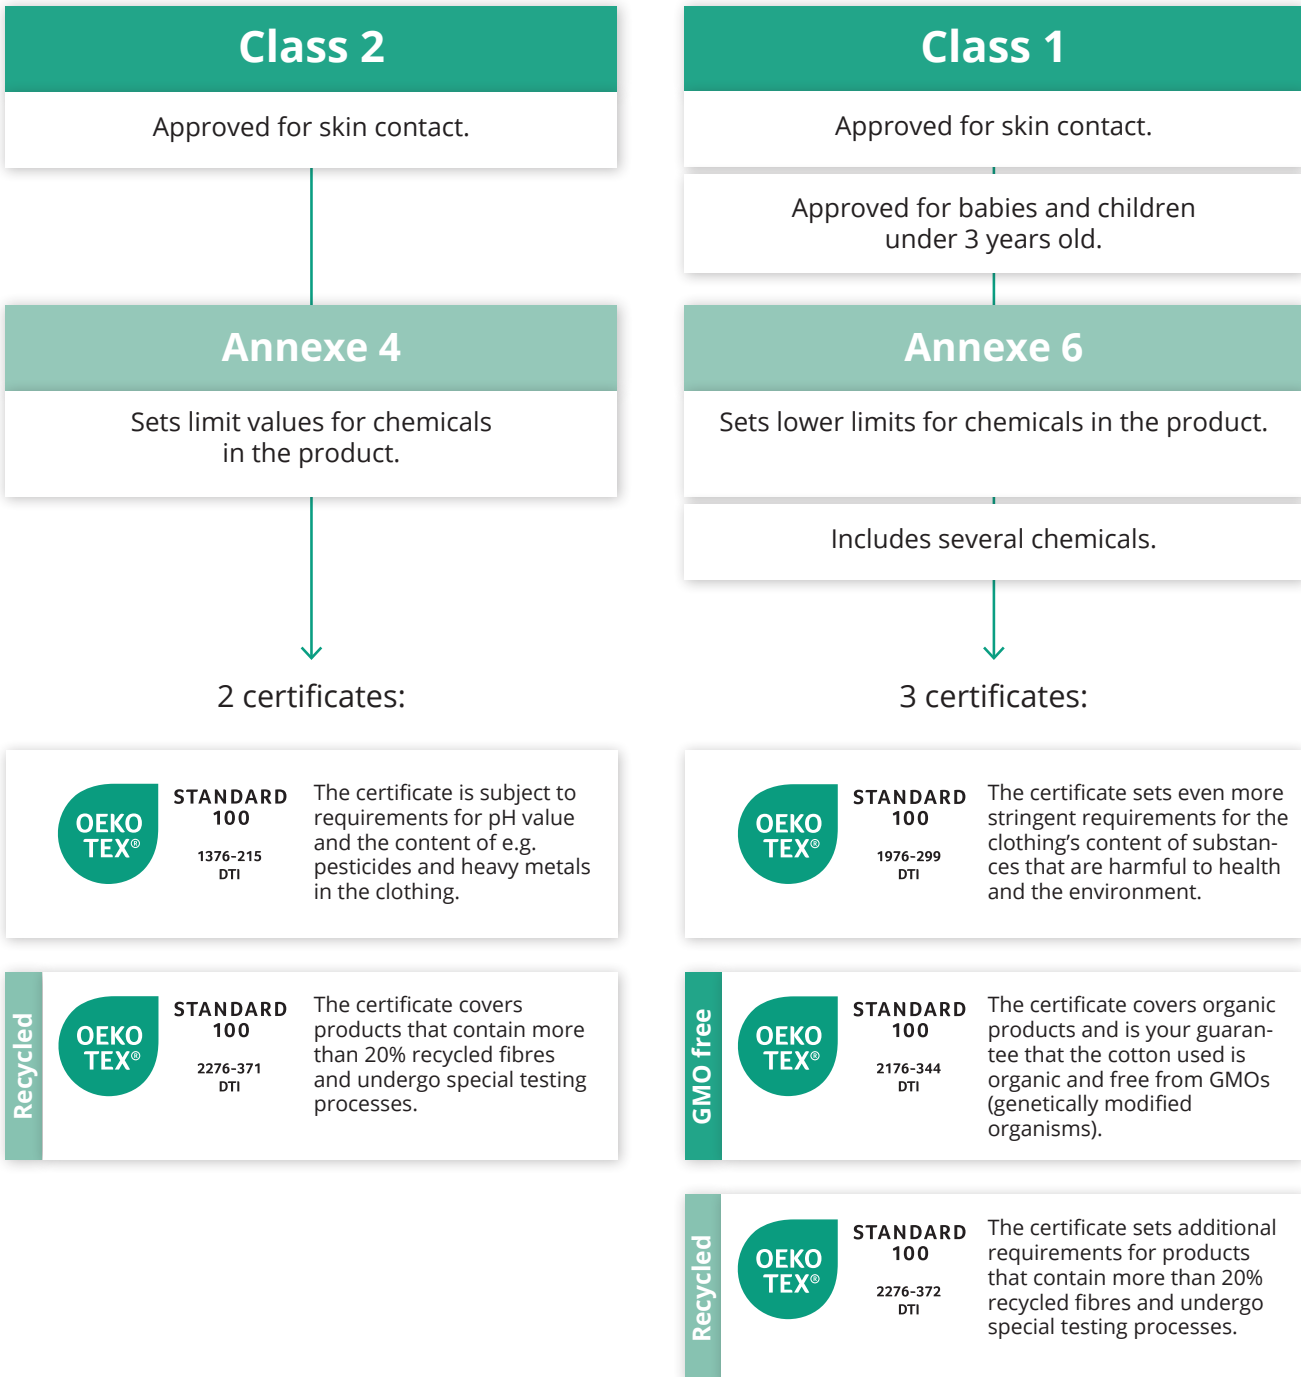 Class 2
Approved for skin contact.
Annexe 4
Sets limit values for chemicals
in the product.
2 certificates:
OEKO
TEX®
STANDARD
100
1376-215
DTI
The certificate is subject to
requirements for pH value
and the content of e.g.
pesticides and heavy metals
in the clothing.
Recycled
OEKO
TEX®
STANDARD
100
2276-371
DTI
The certificate covers
products that contain more
than 20% recycled fibres
and undergo special testing
processes.
Class 1
Approved for skin contact.
Approved for babies and children
under 3 years old.
Annexe 6
Sets lower limits for chemicals in the product.
Includes several chemicals.
3 certificates:
OEKO
TEX®
STANDARD
100
1976-299
DTI
The certificate sets even more
stringent requirements for the
clothing’s content of substan-
ces that are harmful to health
and the environment.
GMO free
OEKO
TEX®
STANDARD
100
2176-344
DTI
The certificate covers organic
products and is your guaran-
tee that the cotton used is
organic and free from GMOs
(genetically modified
organisms).
Recycled
OEKO
TEX®
STANDARD
100
2276-372
DTI
The certificate sets additional
requirements for products
that contain more than 20%
recycled fibres and undergo
special testing processes.